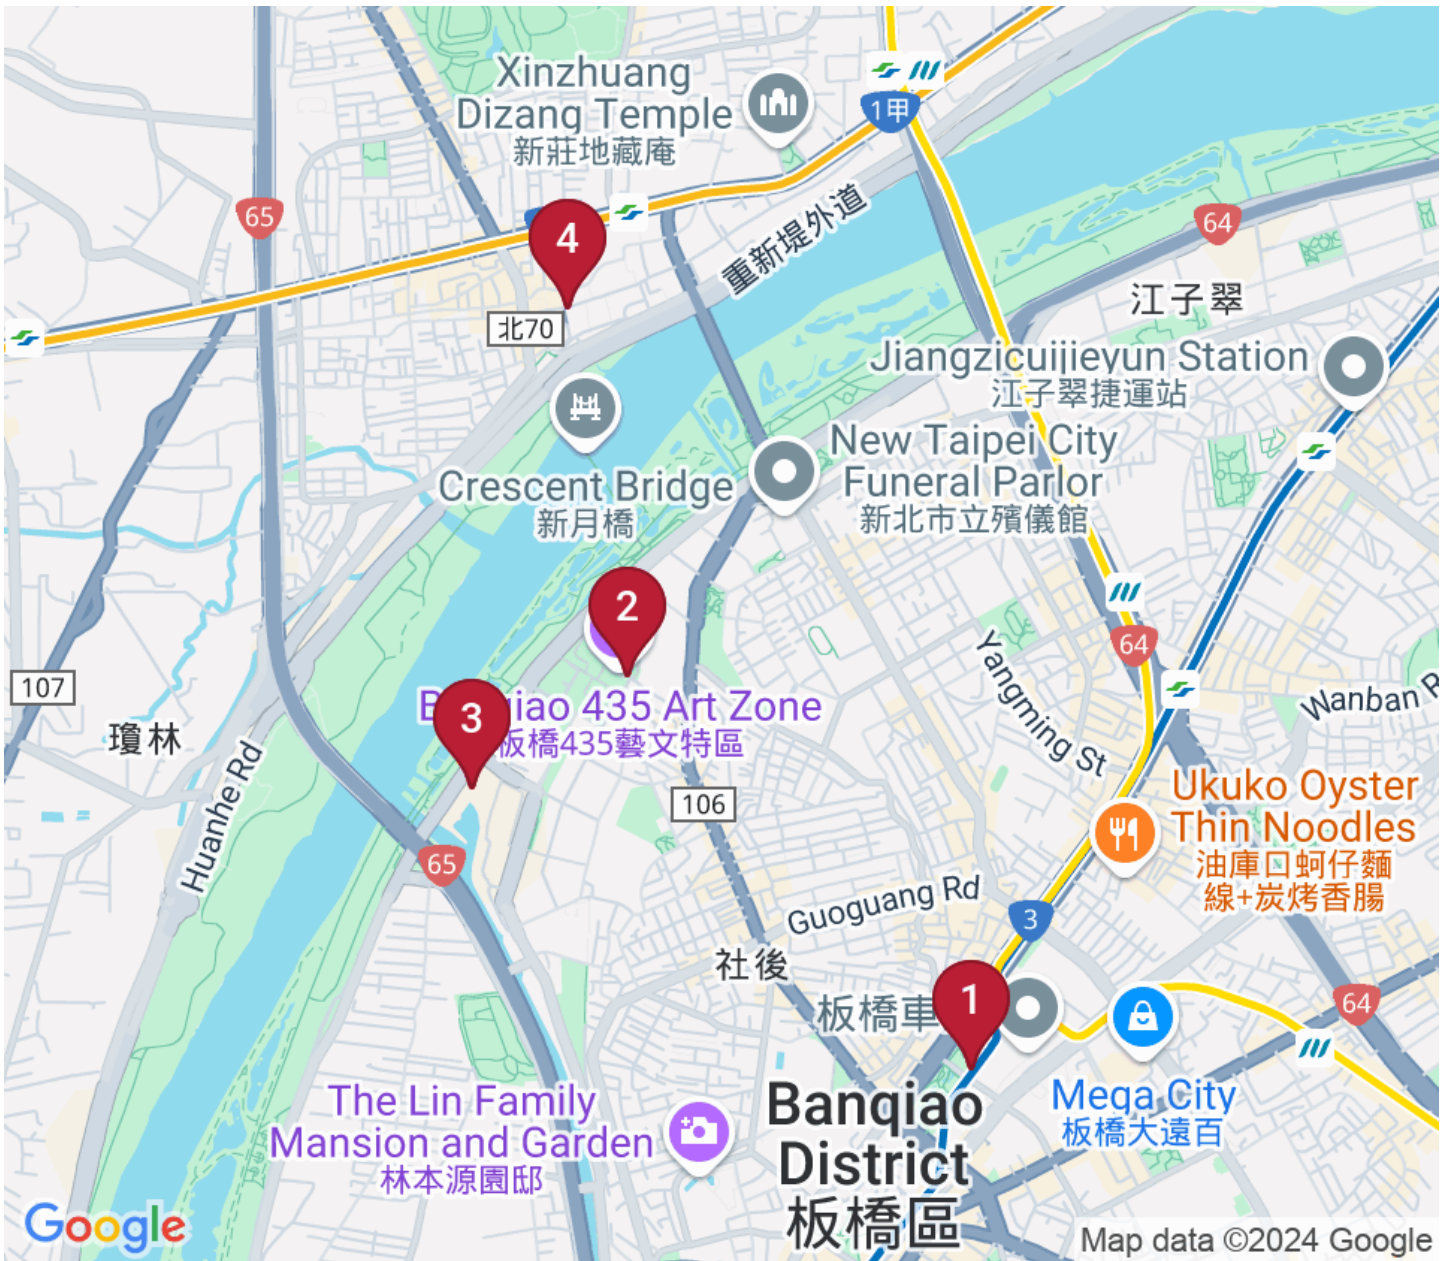 Xinzhuang
Dizang Temple
新莊地藏庵
1甲
65
4
重新堤外道
64
江子翠
北70
Jiangzicuijieyun Station
江子翠捷運站
New Taipei City
Funeral Parlor
新北市立殯儀館
Crescent Bridge
新月橋
2
64
107
Yangming St
Wanban
3
435 Art Zone
板橋435藝文特區
瓊林
Huanhe Rd
106
Ukuko Oyster
Thin Noodles
油庫口蚵仔麵
線+炭烤香腸
65
Guoguang Rd
3
社後
1
板橋車
64
Mega City
板橋大遠百
Banqiao
District
板橋區
The Lin Family
Mansion and Garden
林本源園邸
Google
Map data ©2024 Google